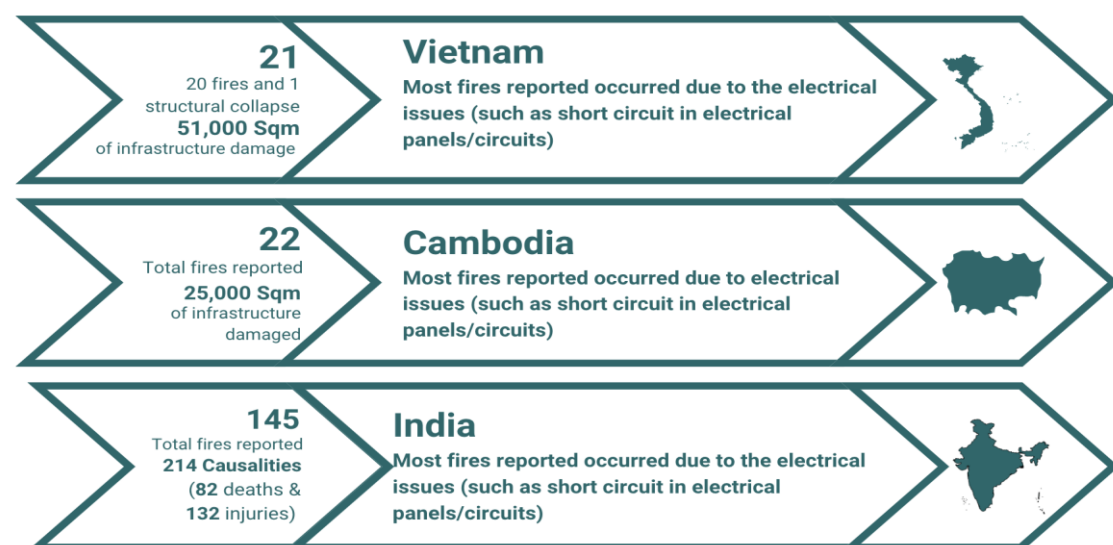 21
20 fires and 1
structural collapse
51,000 Sqm
of infrastructure damage
Vietnam
Most fires reported occurred due to the electrical
issues (such as short circuit in electrical
panels/circuits)
22
Total fires reported
25,000 Sqm
of infrastructure
damaged
Cambodia
Most fires reported occurred due to electrical
issues (such as short circuit in electrical
panels/circuits)
145
Total fires reported
214 Causalities
(82 deaths &
132 injuries)
India
Most fires reported occurred due to the electrical
issues (such as short circuit in electrical
panels/circuits)